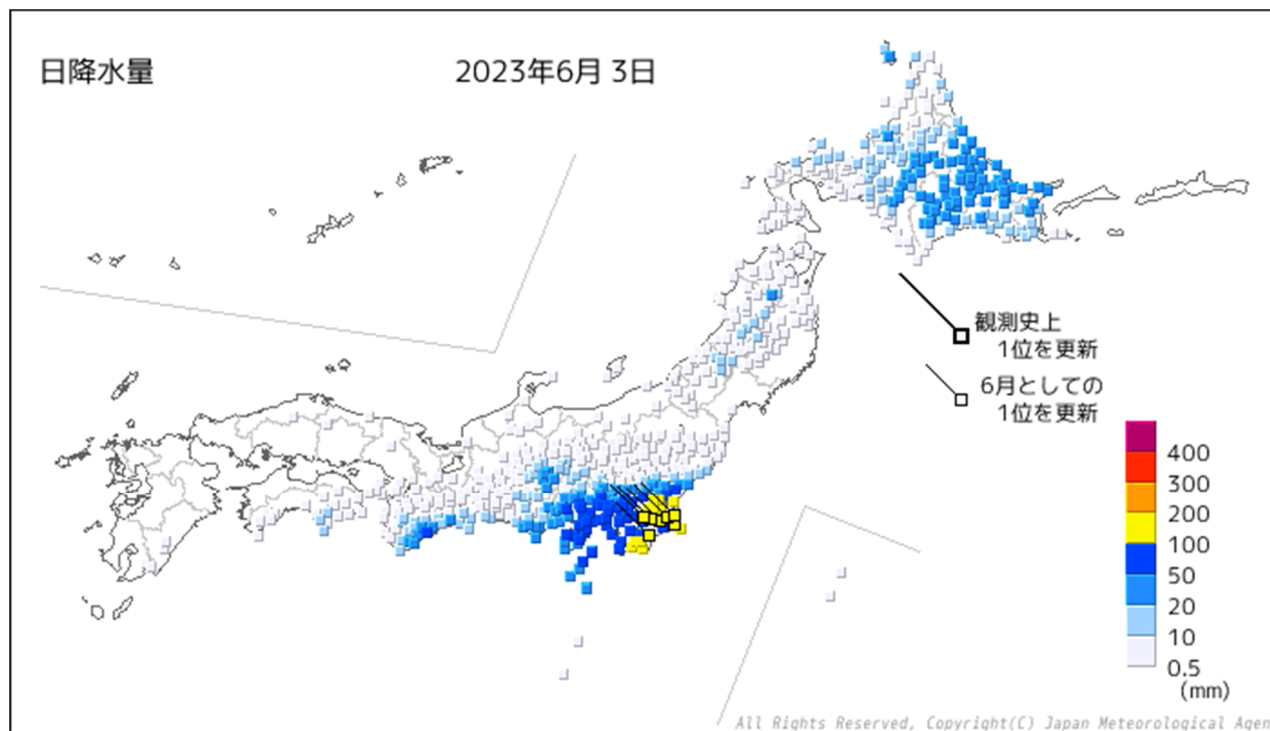 日降水量
2023年6月 3日
観測史上
1位を更新
6月としての
1位を更新
400
300
200
100
50
20
10
0.5
(mm)
All Rights Reserved, Copyright(C) Japan Meteorological Agen